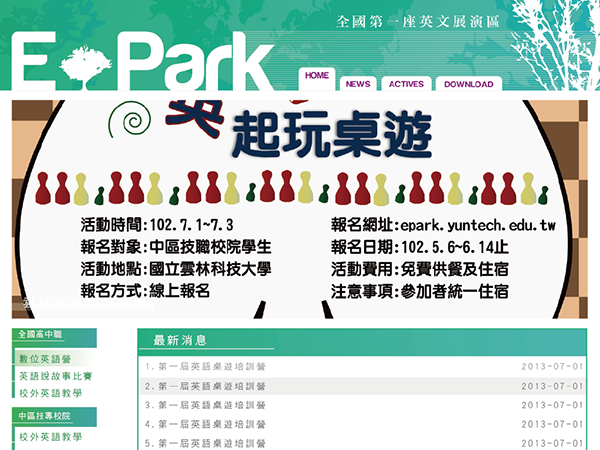 全國第一座英文展演區
E Park
HOME
NEWS
ACTIVES
DOWNLOAD
英
起玩桌遊
活動時間:102.7.1~7.3
報名對象:中區技職校院學生
活動地點:國立雲林科技大學
報名方式:線上報名
報名網址:epark.yuntech.edu.tw
報名日期:102.5.6~6.14止
活動費用:免費供餐及住宿
注意事項:參加者統一住宿
全國高中職
數位英語營
英語說故事比賽
校外英語教學
中區技專校院
校外英語教學
最新消息
1.第一屆英語桌遊培訓營 2013-07-01
2.第一屆英語桌遊培訓營 2013-07-01
3.第一屆英語桌遊培訓營 2013-07-01
4.第一屆英語桌遊培訓營 2013-07-01
5.第一屆英語桌遊培訓營 2013-07-01